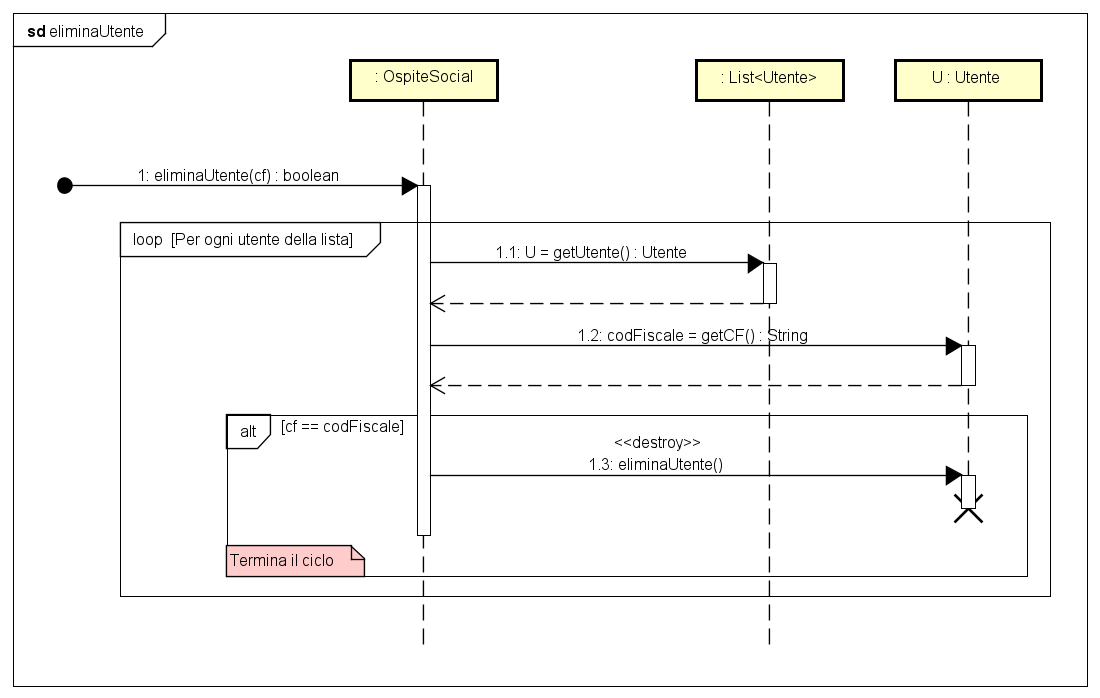 sd eliminaUtente
: OspiteSocial
: List<Utente>
U : Utente
1: eliminaUtente(cf) : boolean
loop [Per ogni utente della lista]
1.1: U = getUtente() : Utente
1.2: codFiscale = getCF() : String
alt [cf == codFiscale]
<<destroy>>
1.3: eliminaUtente()
Termina il ciclo